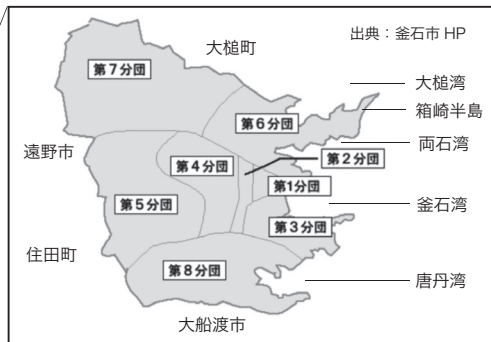 出典：釜石市 HP
大槌町
第7分団
大槌湾
箱崎半島
第6分団
両石湾
遠野市
第4分団
第2分団
第1分団
第5分団
釜石湾
第3分団
住田町
第8分団
唐丹湾
大船渡市